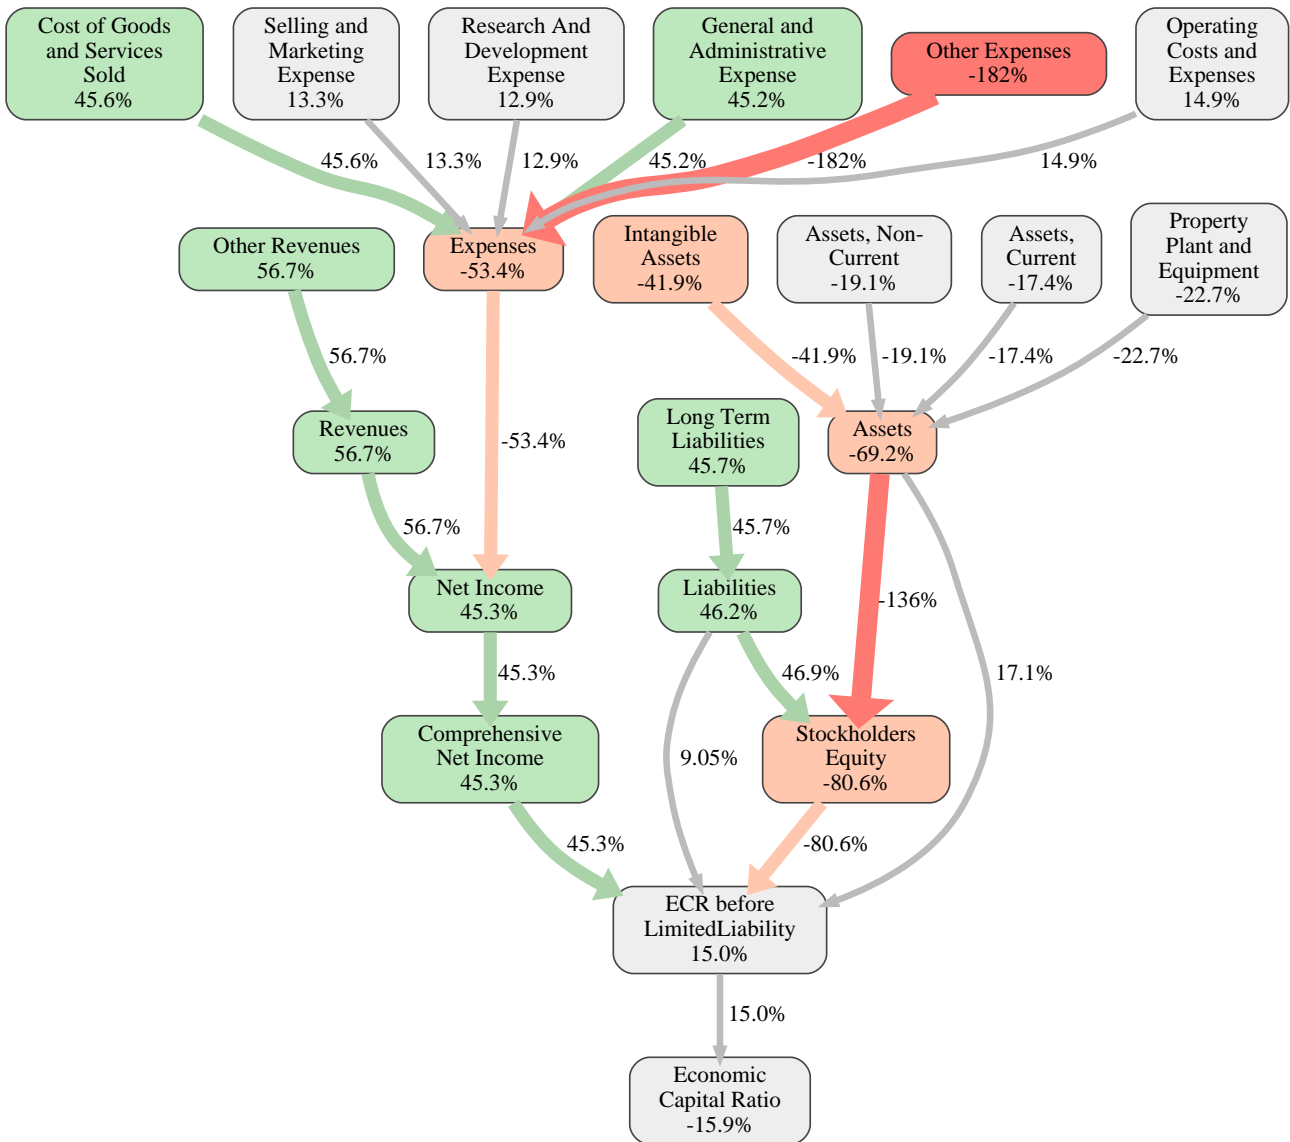 Cost of Goods
and Services
Sold
45.6%
Selling and
Marketing
Expense
13.3%
Research And
Development
Expense
12.9%
General and
Administrative
Expense
45.2%
Other Expenses
-182%
Operating
Costs and
Expenses
14.9%
45.6%
13.3%
12.9%
45.2%
-182%
14.9%
Other Revenues
56.7%
Expenses
-53.4%
Intangible
Assets
-41.9%
Assets, Non-
Current
-19.1%
Assets,
Current
-17.4%
Property
Plant and
Equipment
-22.7%
56.7%
-53.4%
-41.9%
-19.1%
-17.4%
-22.7%
Revenues
56.7%
Long Term
Liabilities
45.7%
Assets
-69.2%
56.7%
45.7%
-136%
17.1%
Net Income
45.3%
Liabilities
46.2%
45.3%
46.9%
9.05%
Comprehensive
Net Income
45.3%
Stockholders
Equity
-80.6%
45.3%
-80.6%
ECR before
LimitedLiability
15.0%
15.0%
Economic
Capital Ratio
-15.9%